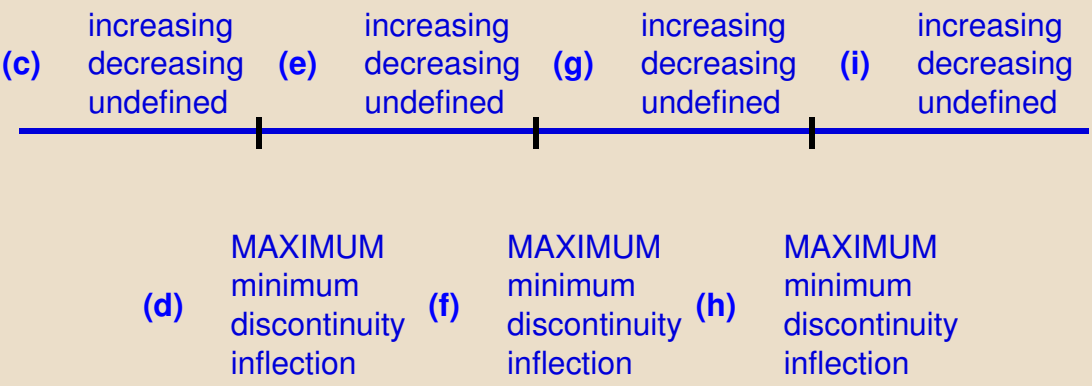 increasing increasing increasing increasing
(c) decreasing (e) decreasing (g) decreasing (i) decreasing
undefined undefined undefined undefined
MAXIMUM MAXIMUM MAXIMUM
minimum minimum minimum
(d) (f) (h)
discontinuity discontinuity discontinuity
inflection inflection inflection